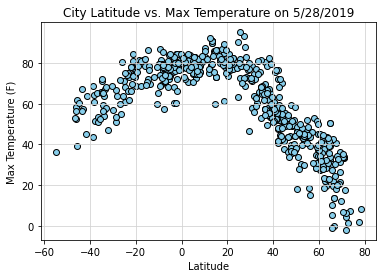 City Latitude vs. Max Temperature on 5/28/2019
Max Temperature (F)
80
60
40
20
0
−60 −40 −20 0 20 40 60 80
Latitude